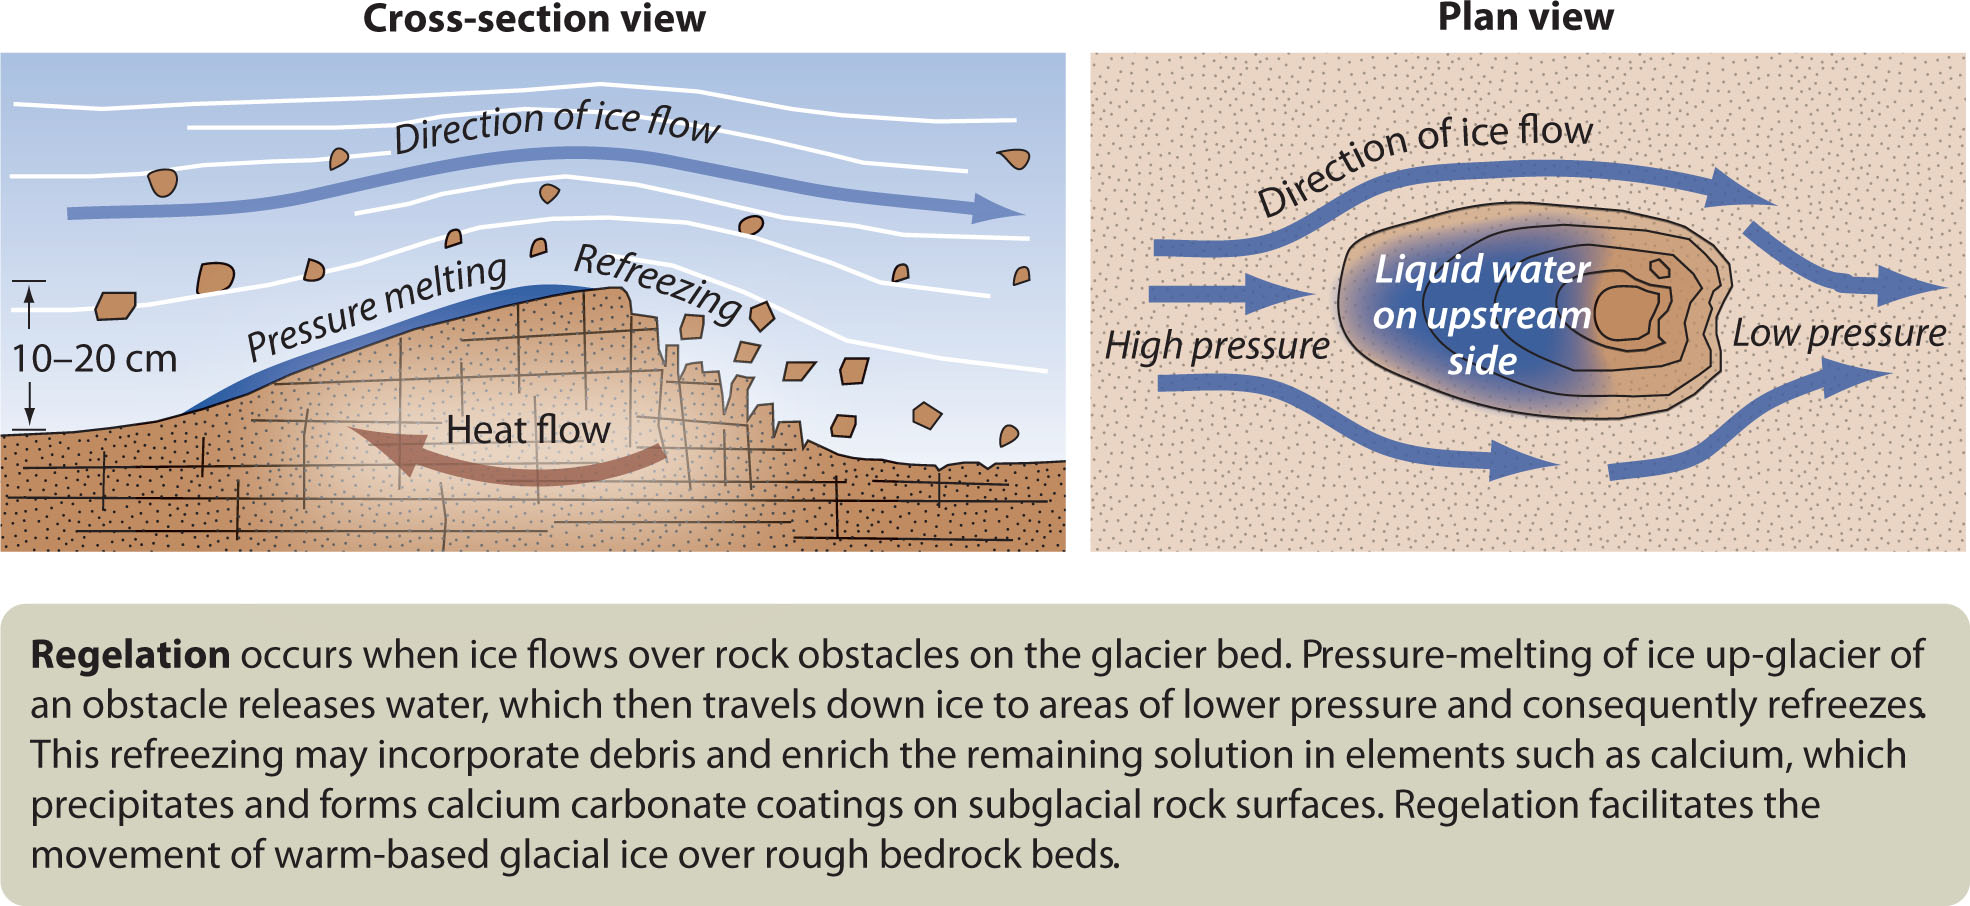 Cross-section view
Direction of ice flow
Pressure melting
Refreezing
10–20 cm
Heat flow
Plan view
Direction of ice flow
Liquid water
on upstream
side
High pressure
Low pressure
Regelation occurs when ice flows over rock obstacles on the glacier bed. Pressure-melting of ice up-glacier of
an obstacle releases water, which then travels down ice to areas of lower pressure and consequently refreezes.
This refreezing may incorporate debris and enrich the remaining solution in elements such as calcium, which
precipitates and forms calcium carbonate coatings on subglacial rock surfaces. Regelation facilitates the
movement of warm-based glacial ice over rough bedrock beds.